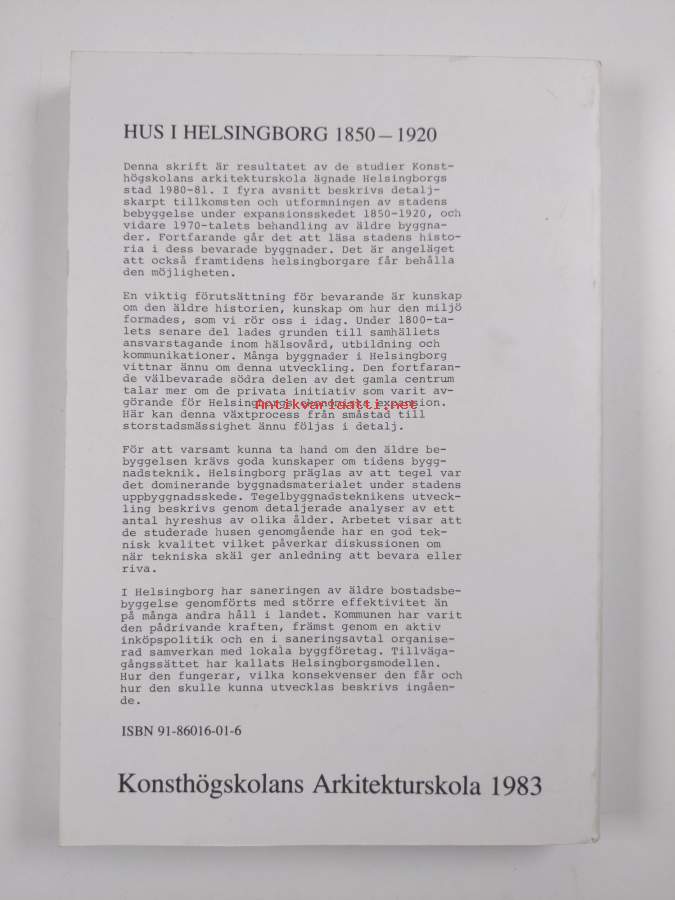 HUS I HELSINGBORG 1850–1920
Denna skrift är resultatet av de studier Konst-
högskolans arkitekturskola ägnade Helsingborgs
stad 1980-81. I fyra avsnitt beskrivs detalj-
skarpt tillkomsten och utformningen av stadens
bebyggelse under expansionsskedet 1850-1920, och
vidare 1970-talets behandling av äldre byggna-
der. Fortfarande går det att läsa stadens histo-
ria i dess bevarade byggnader. Det är angeläget
att också framtidens helsingborgare får behålla
den möjligheten.
En viktig förutsättning för bevarande är kunskap
om den äldre historien, kunskap om hur den miljö
formades, som vi rör oss i idag. Under 1800-ta-
lets senare del lades grunden till samhällets
ansvarstagande inom hälsovård, utbildning och
kommunikationer. Många byggnader i Helsingborg
vittnar ännu om denna utveckling. Den fortfaran-
de välbevarade södra delen av det gamla centrum
talar mer om de privata initiativ som varit av-
görande för Helsingborgs ekonomiska expansion.
Antikvariaatti.net
Här kan denna växtprocess från småstad till
storstadsmässighet ännu följas i detalj.
För att varsamt kunna ta hand om den äldre be-
byggelsen krävs goda kunskaper om tidens bygg-
nadsteknik. Helsingborg präglas av att tegel var
det dominerande byggnadsmaterialet under stadens
uppbyggnadsskede. Tegelbyggnadsteknikens utveck-
ling beskrivs genom detaljerade analyser av ett
antal hyreshus av olika ålder. Arbetet visar att
de studerade husen genomgående har en god tek-
nisk kvalitet vilket påverkar diskussionen om
när tekniska skäl ger anledning att bevara eller
riva.
I Helsingborg har saneringen av äldre bostadsbe-
byggelse genomförts med större effektivitet än
på många andra håll i landet. Kommunen har varit
den pådrivande kraften, främst genom en aktiv
inköpspolitik och en i saneringsavtal organise-
rad samverkan med lokala byggföretag. Tillväga-
gångssättet har kallats Helsingborgsmodellen.
Hur den fungerar, vilka konsekvenser den får och
hur den skulle kunna utvecklas beskrivs ingåen-
de.
ISBN 91-86016-01-6
Konsthögskolans Arkitekturskola 1983